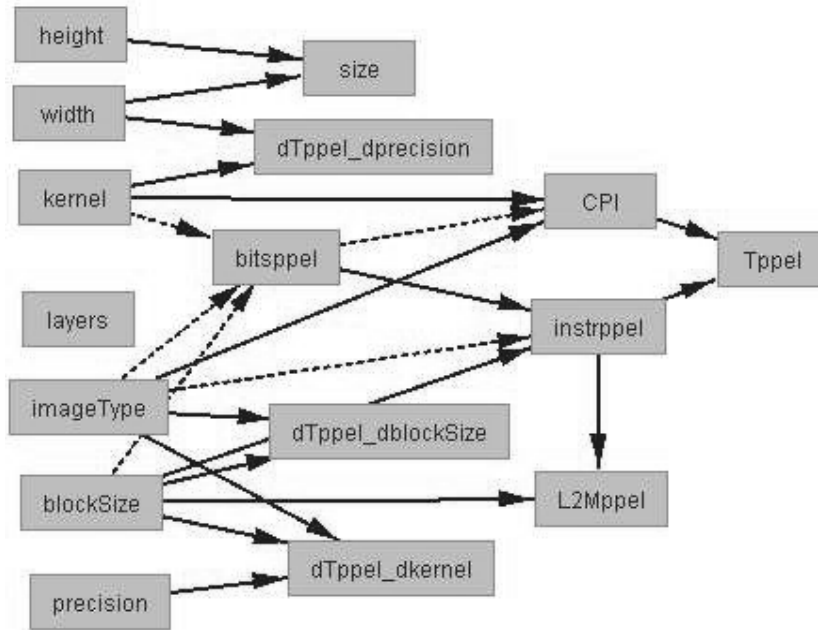 height
size
width
dTppel_dprecision
kernel
CPI
bitsppel
Tppel
layers
instrppel
imageType
dTppel_dblockSize
blockSize
L2Mppel
dTppel_dkernel
precision